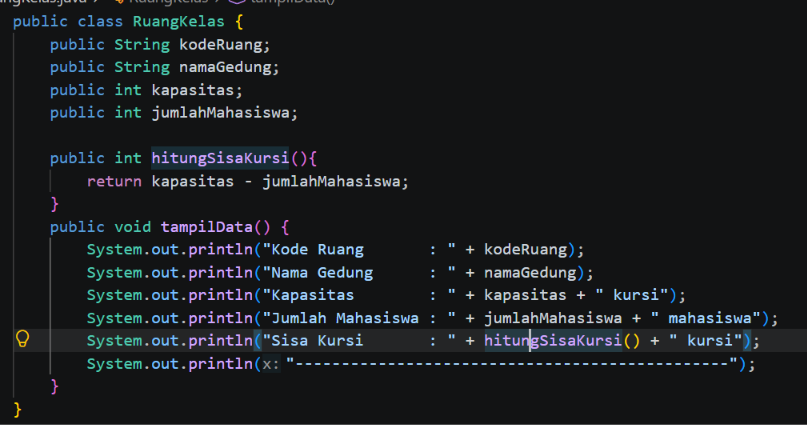 RuangKelas.java > RuangKelas > tampilData()
public class RuangKelas {
    public String kodeRuang;
    public String namaGedung;
    public int kapasitas;
    public int jumlahMahasiswa;

    public int hitungSisaKursi(){
        return kapasitas - jumlahMahasiswa;
    }
    public void tampilData() {
        System.out.println("Kode Ruang       : " + kodeRuang);
        System.out.println("Nama Gedung      : " + namaGedung);
        System.out.println("Kapasitas        : " + kapasitas + " kursi");
        System.out.println("Jumlah Mahasiswa : " + jumlahMahasiswa + " mahasiswa");
        System.out.println("Sisa Kursi       : " + hitungSisaKursi() + " kursi");
        System.out.println(x: "-----------------------------------------------");
    }
}